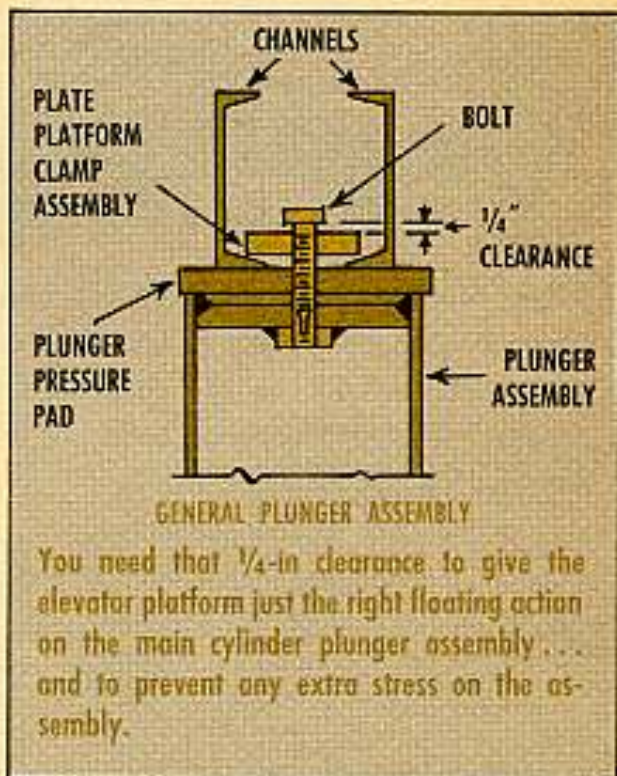 CHANNELS
PLATE
PLATFORM
CLAMP
ASSEMBLY
BOLT
1/4"
CLEARANCE
PLUNGER
PRESSURE
PAD
PLUNGER
ASSEMBLY
GENERAL PLUNGER ASSEMBLY
You need that 1/4-in clearance to give the
elevator platform just the right floating action
on the main cylinder plunger assembly...
and to prevent any extra stress on the as-
sembly.